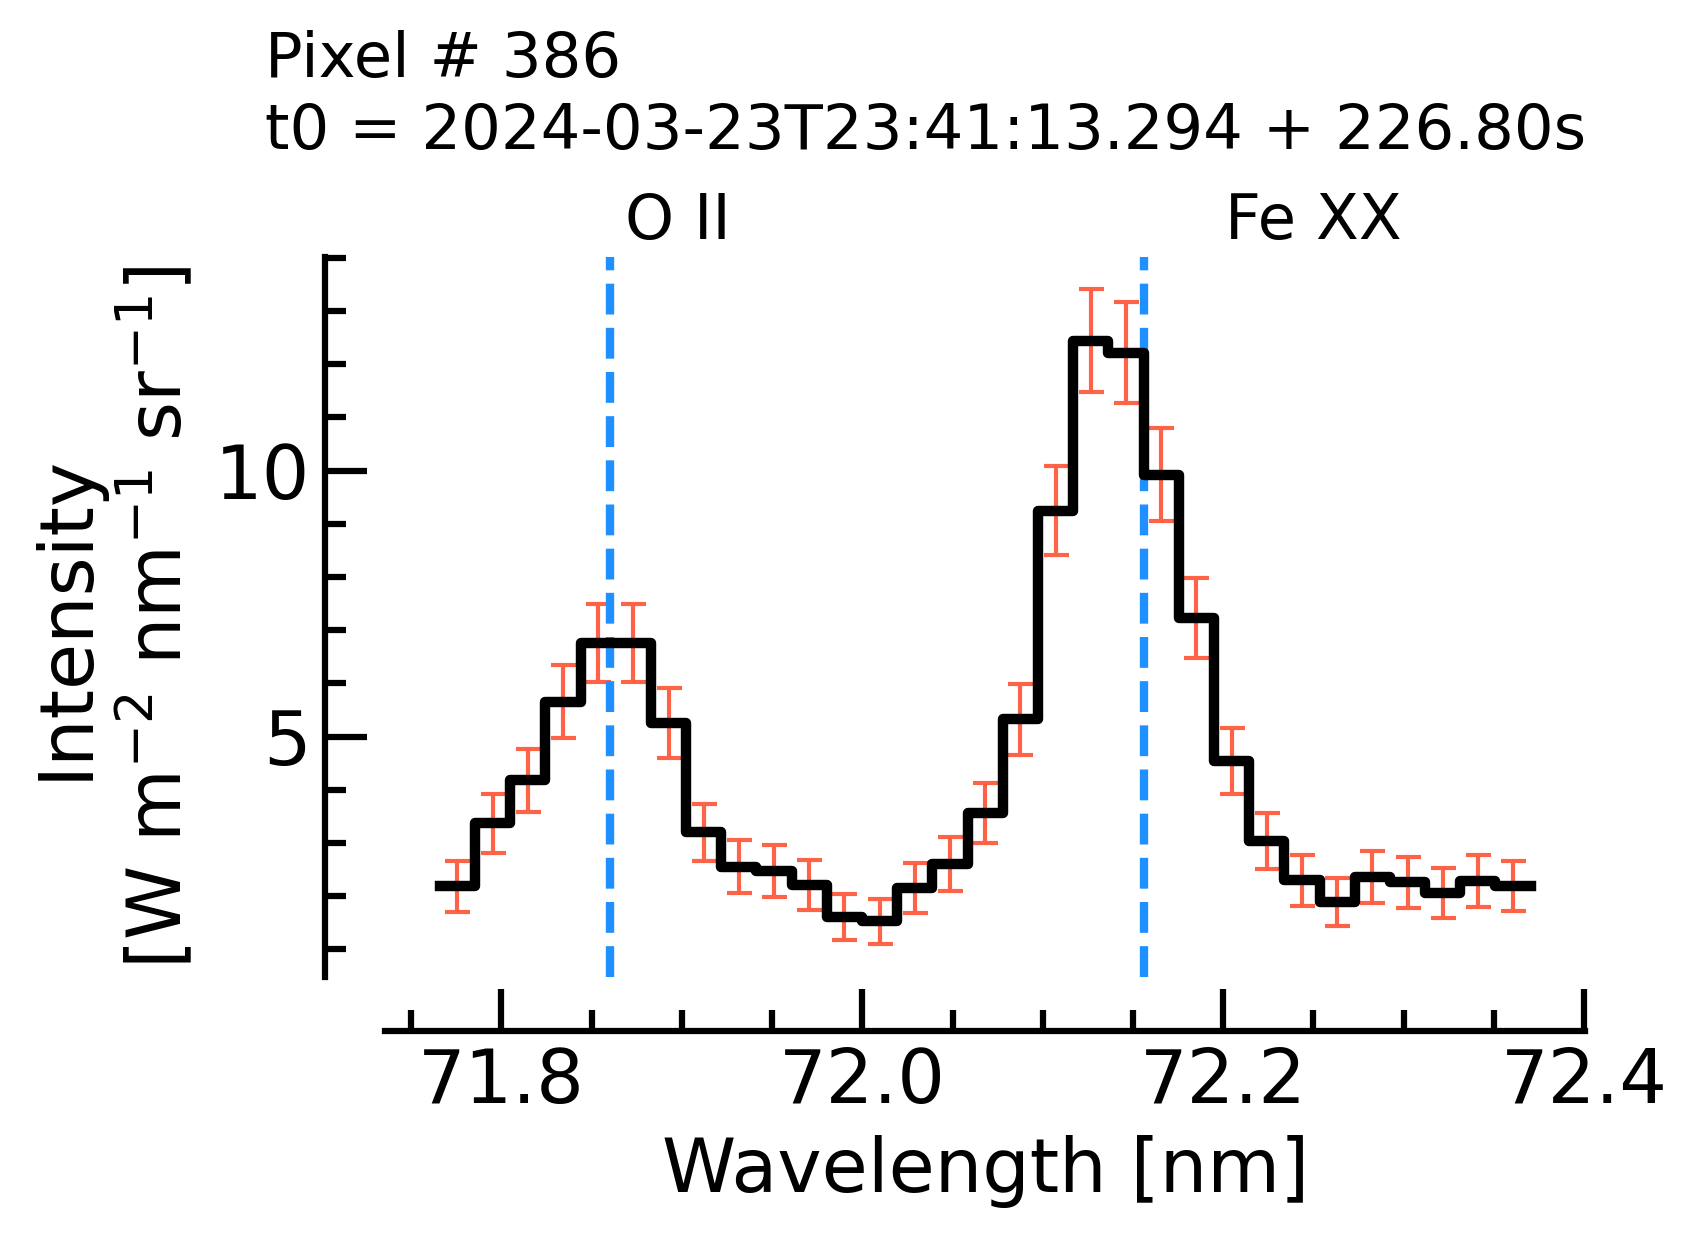 Pixel # 386
t0 = 2024-03-23T23:41:13.294 + 226.80s
O II Fe XX
Intensity
[W m⁻² nm⁻¹ sr⁻¹]
10
5
71.8 72.0 72.2 72.4
Wavelength [nm]